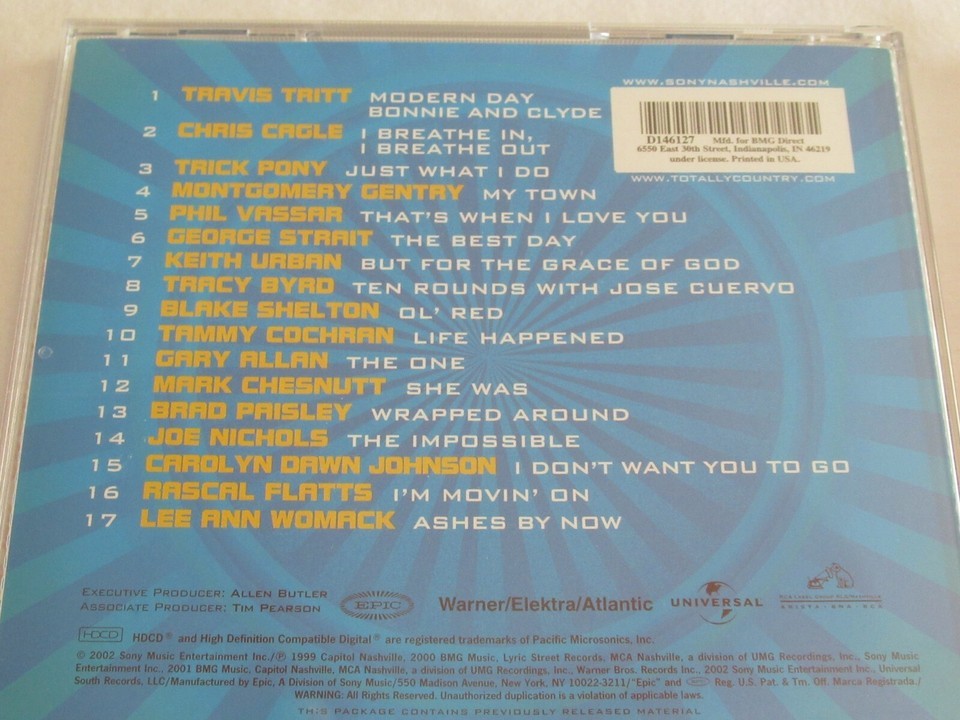 WWW.SONYNASHVILLE.COM
D146127 Mfd. for BMG Direct
6550 East 30th Street, Indianapolis, IN 46219
under license. Printed in USA.
WWW.TOTALLYCOUNTRY.COM
1 TRAVIS TRITT MODERN DAY
BONNIE AND CLYDE
2 CHRIS CAGLE I BREATHE IN,
I BREATHE OUT
3 TRICK PONY JUST WHAT I DO
4 MONTGOMERY GENTRY MY TOWN
5 PHIL VASSAR THAT'S WHEN I LOVE YOU
6 GEORGE STRAIT THE BEST DAY
7 KEITH URBAN BUT FOR THE GRACE OF GOD
8 TRACY BYRD TEN ROUNDS WITH JOSE CUERVO
9 BLAKE SHELTON OL' RED
10 TAMMY COCHRAN LIFE HAPPENED
11 GARY ALLAN THE ONE
12 MARK CHESNUTT SHE WAS
13 BRAD PAISLEY WRAPPED AROUND
14 JOE NICHOLS THE IMPOSSIBLE
15 CAROLYN DAWN JOHNSON I DON'T WANT YOU TO GO
16 RASCAL FLATTS I'M MOVIN' ON
17 LEE ANN WOMACK ASHES BY NOW
EXECUTIVE PRODUCER: ALLEN BUTLER
ASSOCIATE PRODUCER: TIM PEARSON
EPIC
Warner/Elektra/Atlantic
UNIVERSAL
HDCD HDCD® and High Definition Compatible Digital® are registered trademarks of Pacific Microsonics, Inc.
© 2002 Sony Music Entertainment Inc./℗ 1999 Capitol Nashville, 2000 BMG Music, Lyric Street Records, MCA Nashville, a division of UMG Recordings, Inc., Sony Music
Entertainment Inc., 2001 BMG Music, Capitol Nashville, MCA Nashville, a division of UMG Recordings, Inc., Warner Bros. Records Inc., 2002 Sony Music Entertainment Inc., Universal
South Records, LLC/Manufactured by Epic, A Division of Sony Music/550 Madison Avenue, New York, NY 10022-3211/"Epic" and Reg. U.S. Pat. & Tm. Off. Marca Registrada./
WARNING: All Rights Reserved. Unauthorized duplication is a violation of applicable laws.
THIS PACKAGE CONTAINS PREVIOUSLY RELEASED MATERIAL